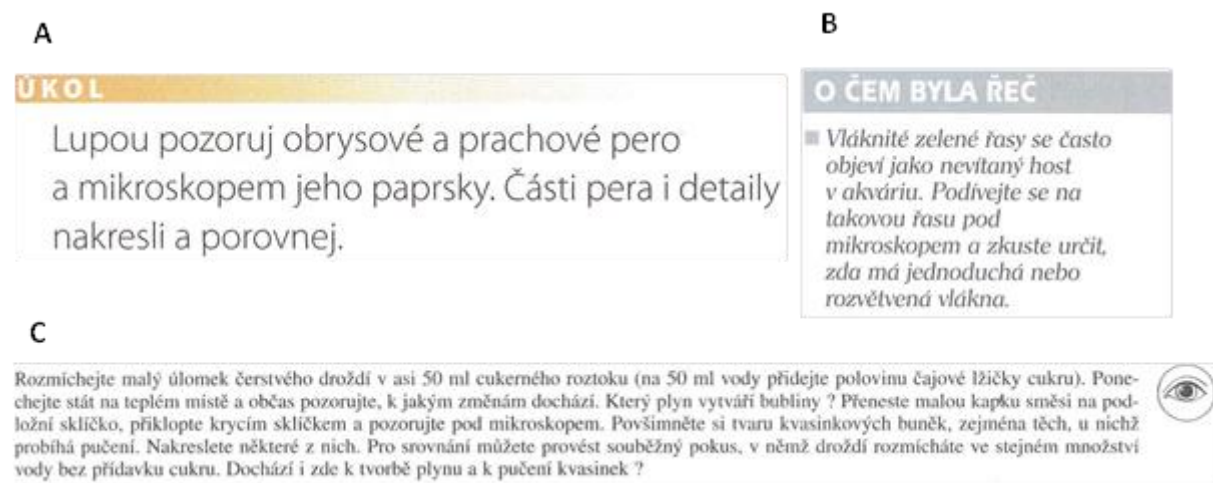 A
ÚKOL
Lupou pozoruj obrysové a prachové pero
a mikroskopem jeho paprsky. Části pera i detaily
nakresli a porovnej.
B
O ČEM BYLA ŘEČ
Vláknité zelené řasy se často
objeví jako nevítaný host
v akváriu. Podívejte se na
takovou řasu pod
mikroskopem a zkuste určit,
zda má jednoduchá nebo
rozvětvená vlákna.
C
Rozmíchejte malý úlomek čerstvého droždí v asi 50 ml cukerného roztoku (na 50 ml vody přidejte polovinu čajové lžičky cukru). Pone-
chejte stát na teplém místě a občas pozorujte, k jakým změnám dochází. Který plyn vytváří bubliny ? Přeneste malou kapku směsi na pod-
ložní sklíčko, přiklopte krycím sklíčkem a pozorujte pod mikroskopem. Povšimněte si tvaru kvasinkových buněk, zejména těch, u nichž
probíhá pučení. Nakreslete některé z nich. Pro srovnání můžete provést souběžný pokus, v němž droždí rozmícháte ve stejném množství
vody bez přídavku cukru. Dochází i zde k tvorbě plynu a k pučení kvasinek ?